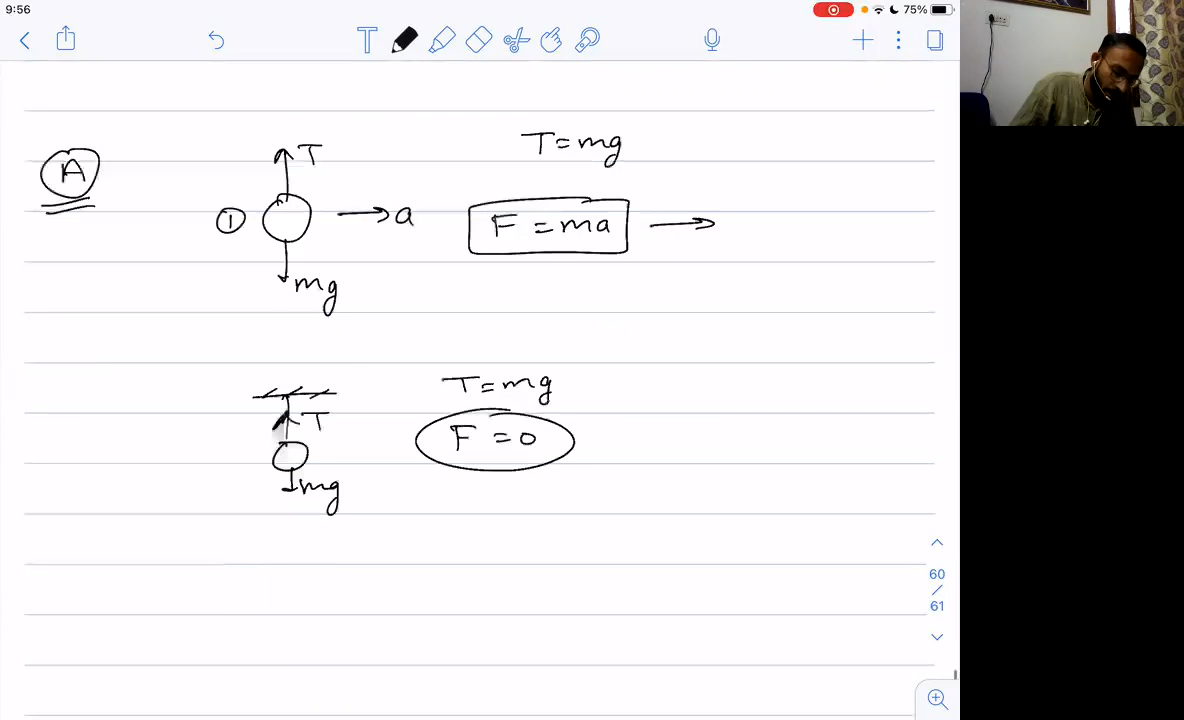 9:56
75%
T
A
T
T = mg
① → a
F = ma →
mg
T = mg
T
F = 0
mg
60
/
61